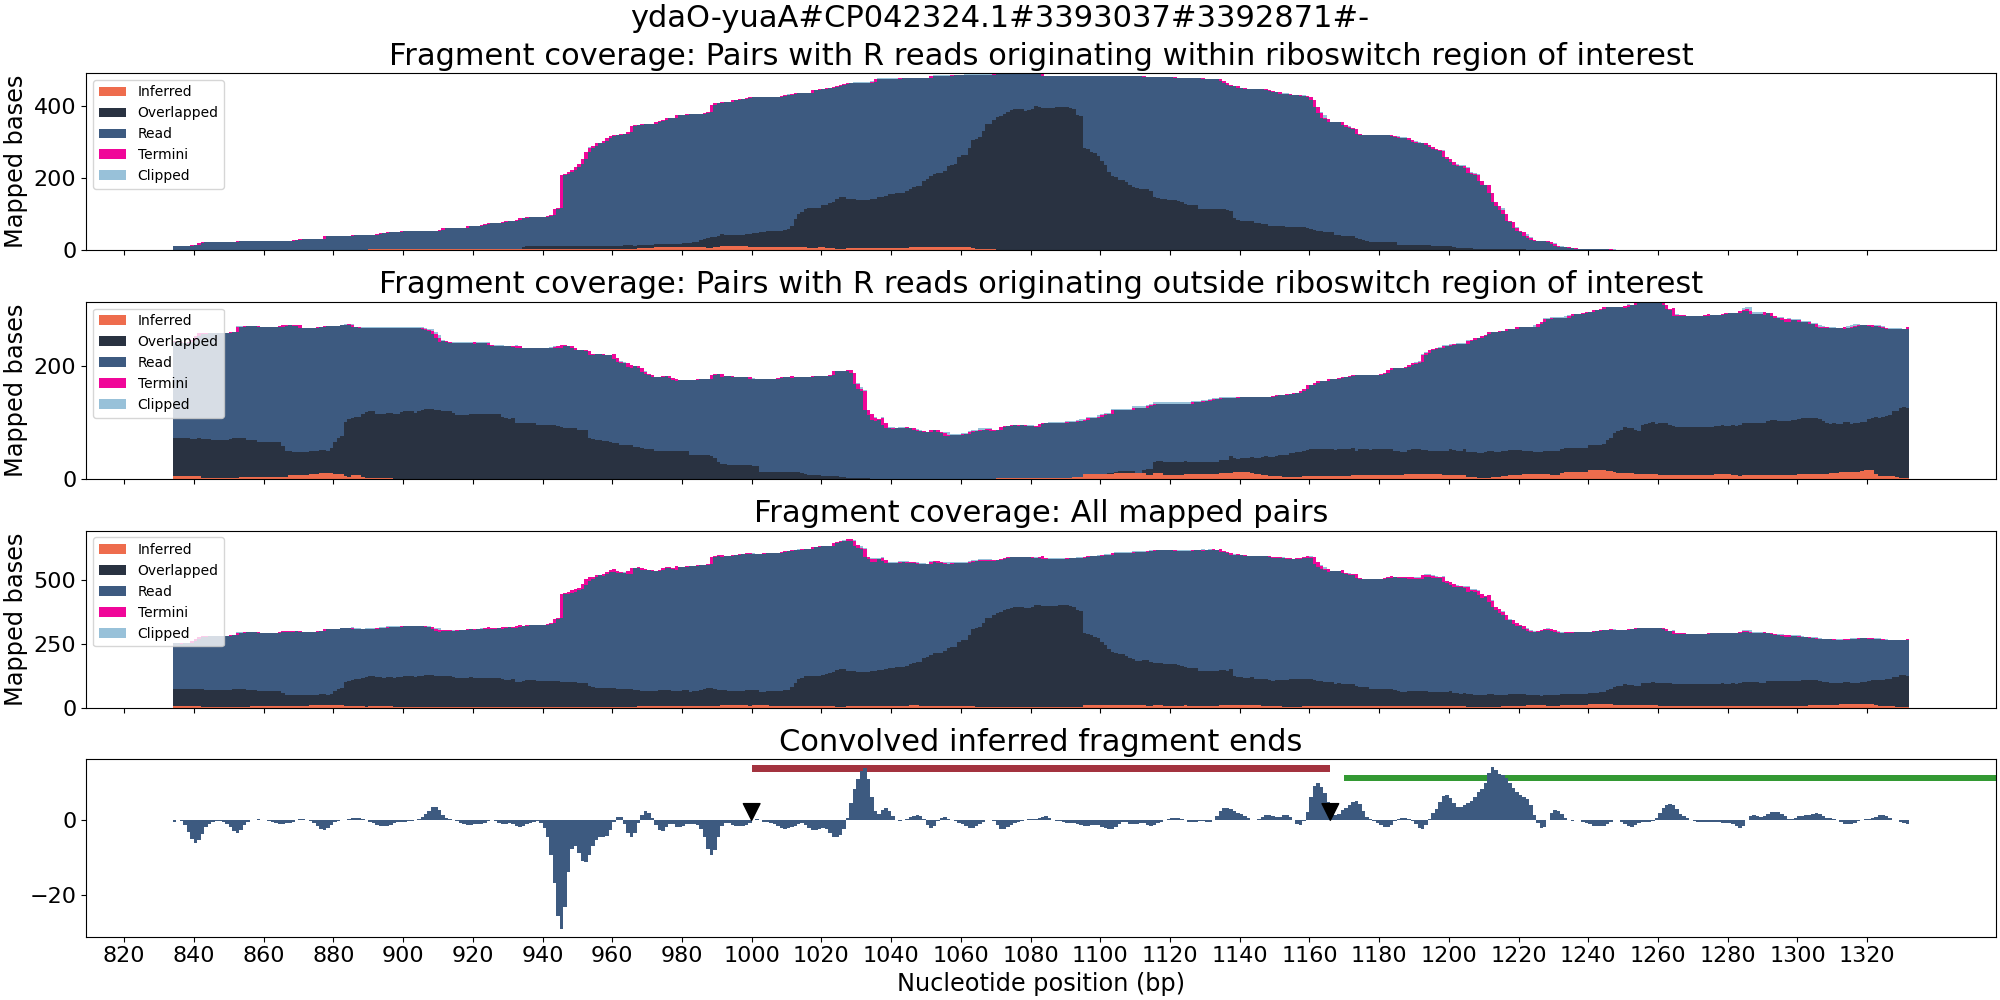 ydaO-yuaA#CP042324.1#3393037#3392871#-
Fragment coverage: Pairs with R reads originating within riboswitch region of interest
Mapped bases
400
200
0
Inferred
Overlapped
Read
Termini
Clipped
Fragment coverage: Pairs with R reads originating outside riboswitch region of interest
Mapped bases
200
0
Inferred
Overlapped
Read
Termini
Clipped
Fragment coverage: All mapped pairs
Mapped bases
500
250
0
Inferred
Overlapped
Read
Termini
Clipped
Convolved inferred fragment ends
0
−20
820 840 860 880 900 920 940 960 980 1000 1020 1040 1060 1080 1100 1120 1140 1160 1180 1200 1220 1240 1260 1280 1300 1320
Nucleotide position (bp)